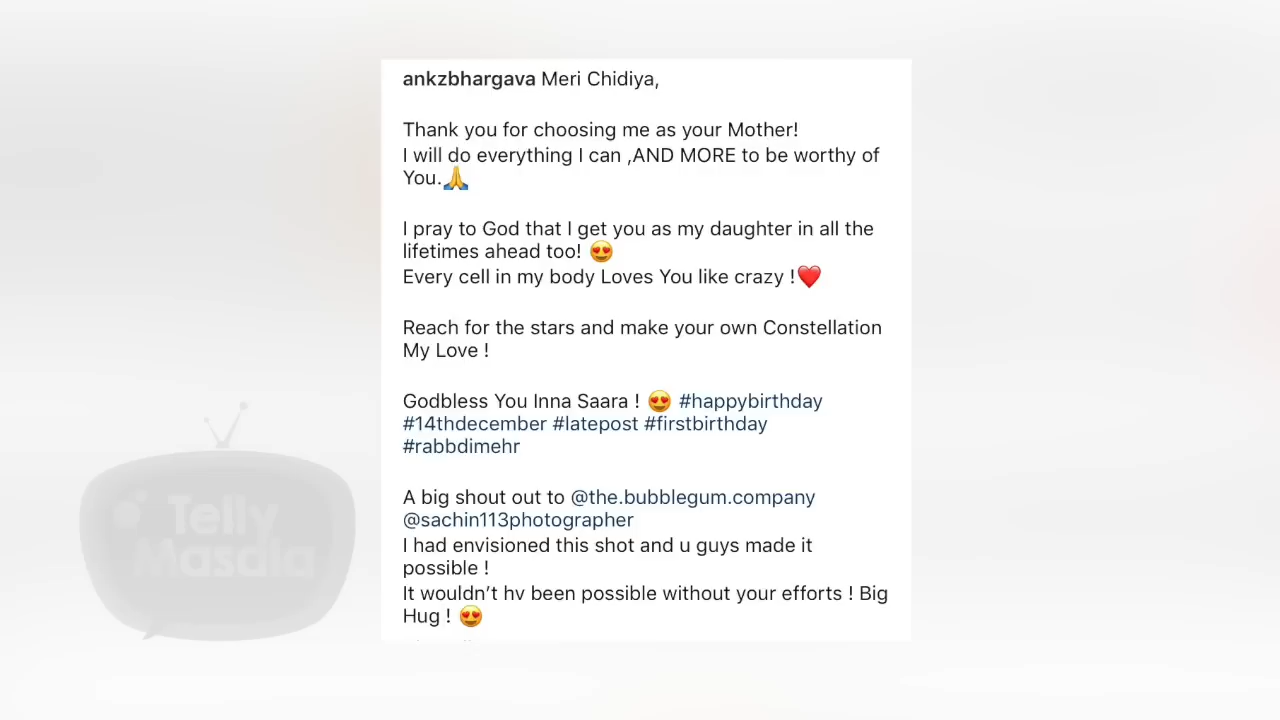 ankzbhargava Meri Chidiya,
Thank you for choosing me as your Mother!
I will do everything I can ,AND MORE to be worthy of
You.🙏
I pray to God that I get you as my daughter in all the
lifetimes ahead too! 😍
Every cell in my body Loves You like crazy !❤️
Reach for the stars and make your own Constellation
My Love !
Godbless You Inna Saara ! 😍 #happybirthday
#14thdecember #latepost #firstbirthday
#rabbdimehr
A big shout out to @the.bubblegum.company
@sachin113photographer
I had envisioned this shot and u guys made it
possible !
It wouldn’t hv been possible without your efforts ! Big
Hug ! 😍
Telly
Masala